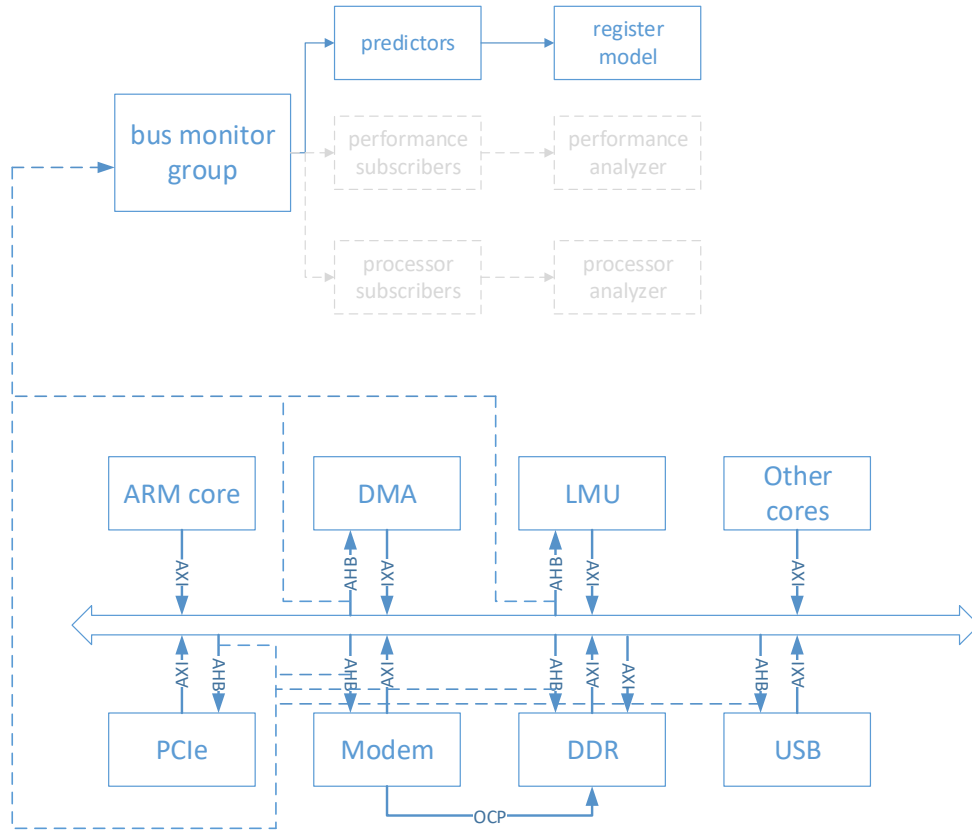 predictors
register
model
bus monitor
group
performance
subscribers
performance
analyzer
processor
subscribers
processor
analyzer
ARM core
DMA
LMU
Other
cores
AXI
AHB
AXI
AHB
AXI
AXI
AXI
AHB
AHB
AXI
AHB
AXI
AXI
AHB
AXI
PCIe
Modem
DDR
USB
OCP